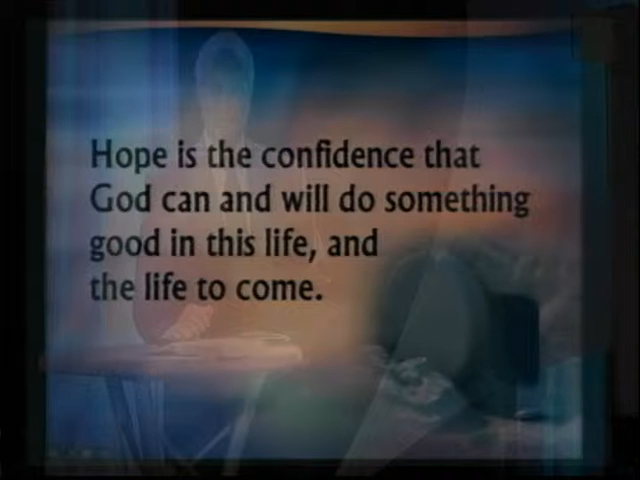 Hope is the confidence that
God can and will do something
good in this life, and
the life to come.